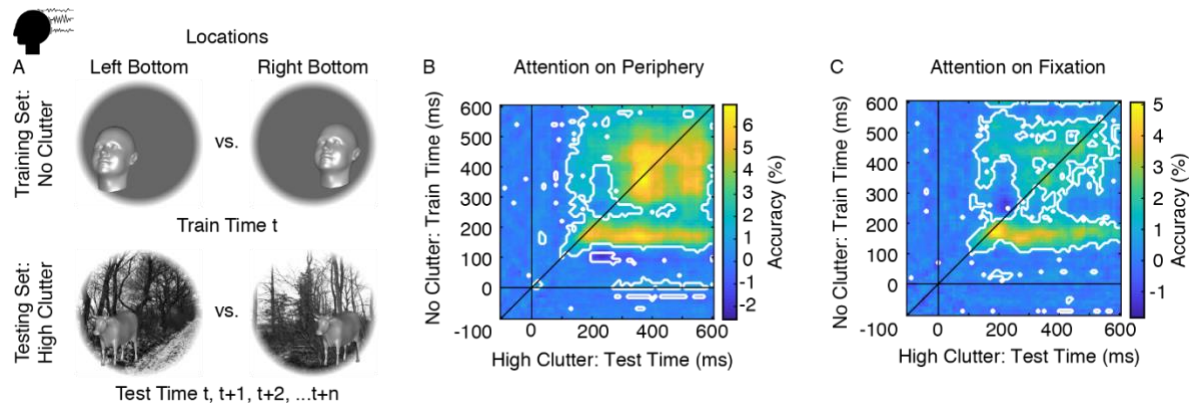 Locations
A
Left Bottom
Right Bottom
Training Set:
No Clutter
vs.
Train Time t
Testing Set:
High Clutter
vs.
Test Time t, t+1, t+2, ...t+n
B
Attention on Periphery
No Clutter: Train Time (ms)
600
500
400
300
200
100
0
-100
0
200
400
600
High Clutter: Test Time (ms)
6
5
4
3
2
1
0
-1
-2
Accuracy (%)
C
Attention on Fixation
No Clutter: Train Time (ms)
600
500
400
300
200
100
0
-100
0
200
400
600
High Clutter: Test Time (ms)
5
4
3
2
1
0
-1
Accuracy (%)